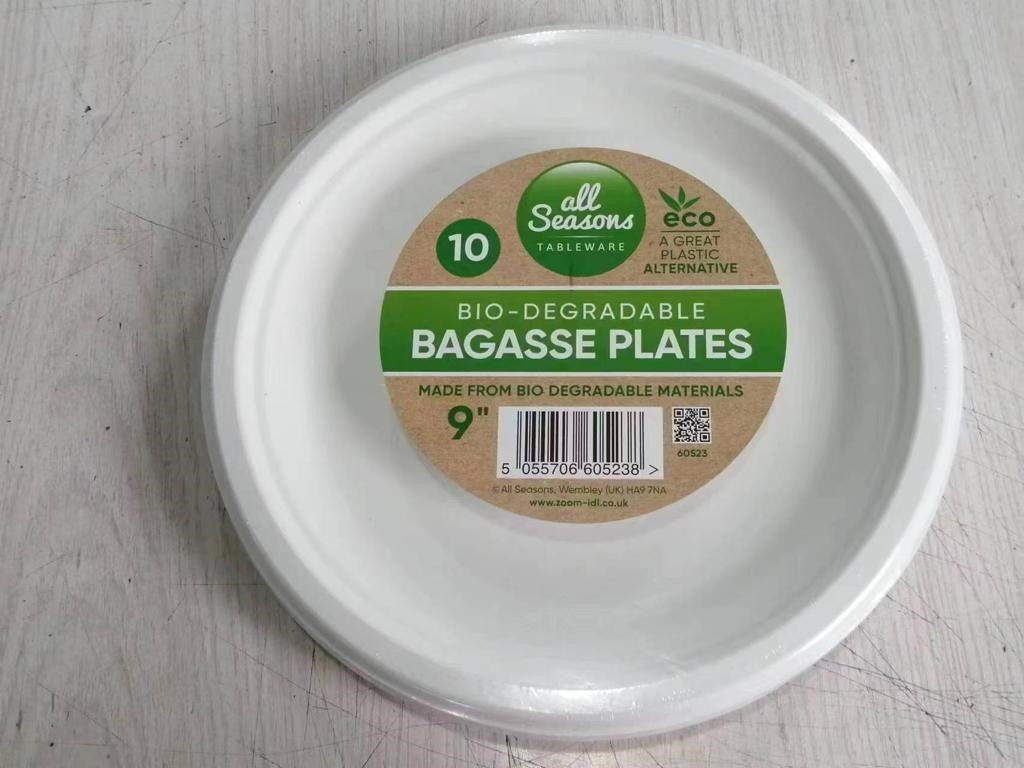 all
Seasons
TABLEWARE
10
eco
A GREAT
PLASTIC
ALTERNATIVE
BIO-DEGRADABLE
BAGASSE PLATES
MADE FROM BIO DEGRADABLE MATERIALS
9"
5 055706 605238 >
60523
© All Seasons, Wembley (UK) HA9 7NA
www.zoom-idl.co.uk